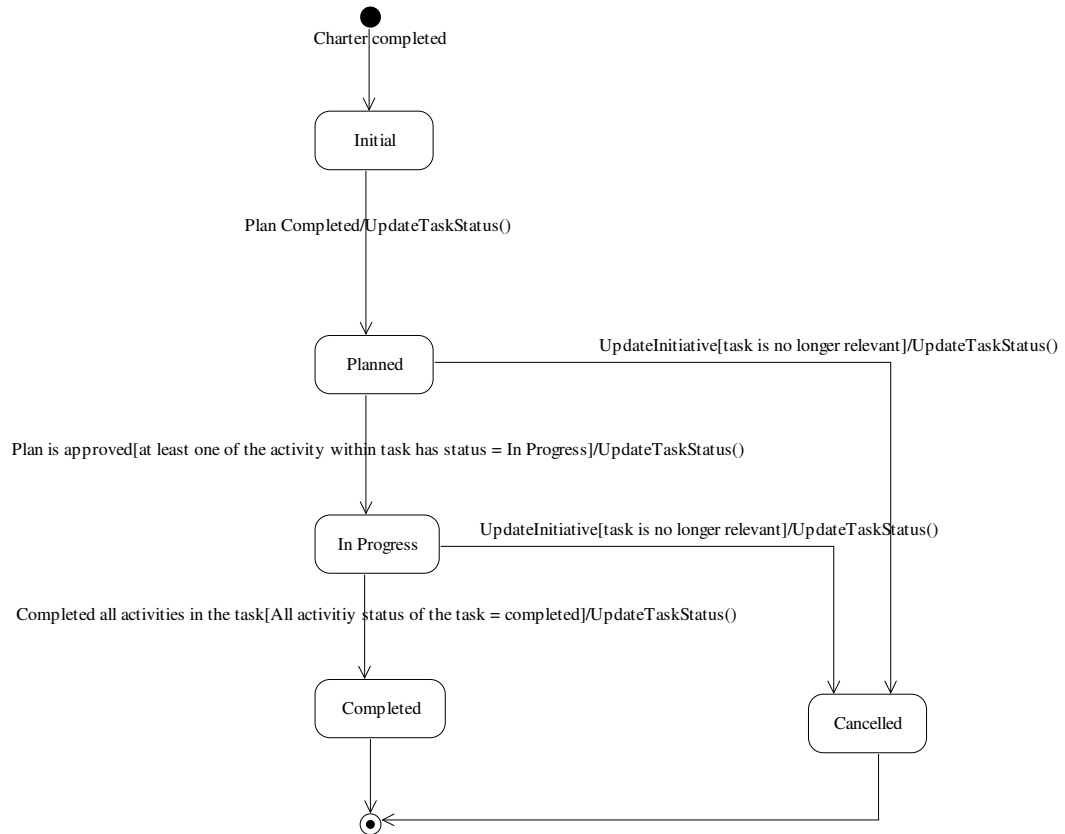 Charter completed
Initial
Plan Completed/UpdateTaskStatus()
UpdateInitiative[task is no longer relevant]/UpdateTaskStatus()
Planned
Plan is approved[at least one of the activity within task has status = In Progress]/UpdateTaskStatus()
UpdateInitiative[task is no longer relevant]/UpdateTaskStatus()
In Progress
Completed all activities in the task[All activitiy status of the task = completed]/UpdateTaskStatus()
Completed
Cancelled